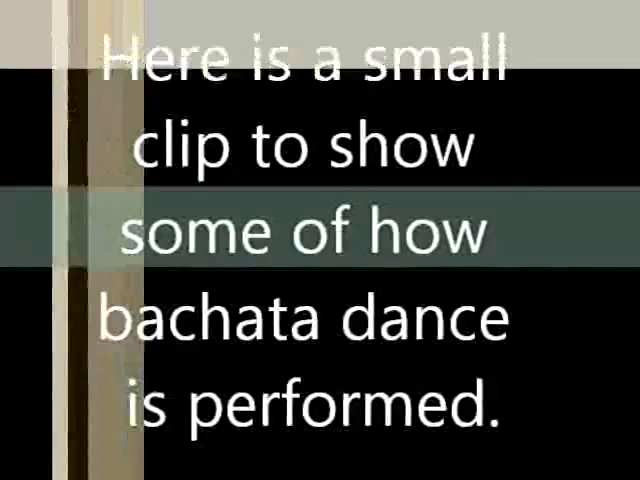 Here is a small
clip to show
some of how
bachata dance
is performed.